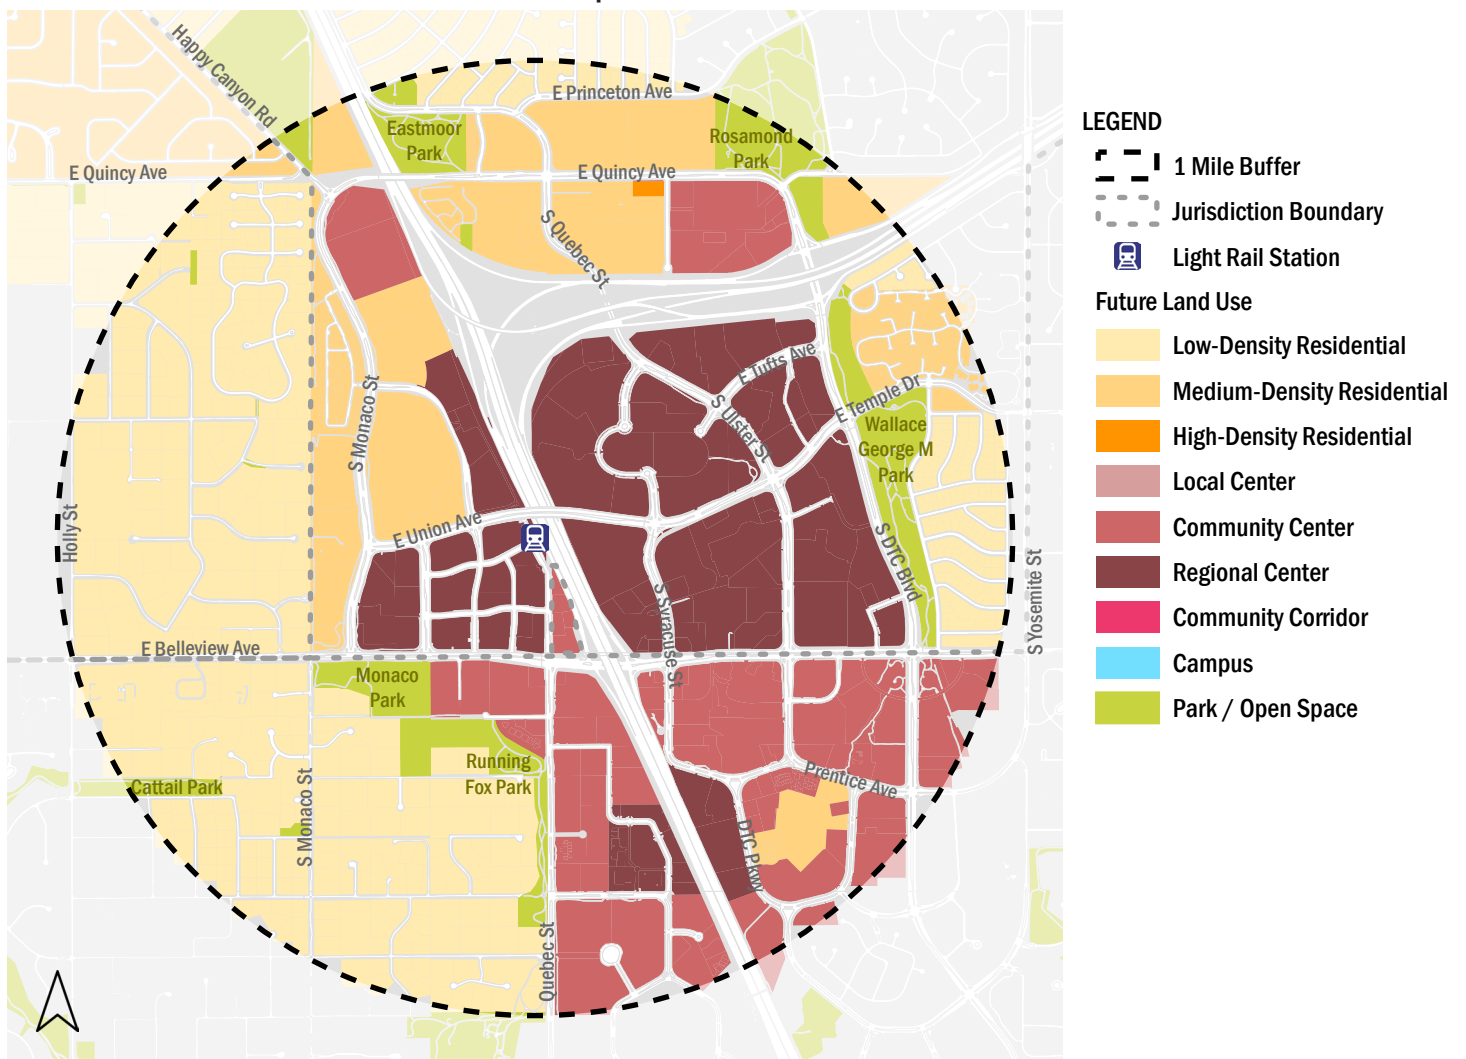 Happy Canyon Rd
E Princeton Ave
Eastmoor
Park
Rosamond
Park
E Quincy Ave
E Quincy Ave
S Quebec St
E Tufts Ave
S Ulster St
E Temple Dr
Wallace
George M
Park
S Monaco St
E Union Ave
Holly St
S DTC Blvd
S Yosemite St
S Syracuse St
E Belleview Ave
Monaco
Park
Running
Fox Park
Cattail Park
S Monaco St
Prentice Ave
DTC Pkwy
Quebec St
LEGEND
1 Mile Buffer
Jurisdiction Boundary
Light Rail Station
Future Land Use
Low-Density Residential
Medium-Density Residential
High-Density Residential
Local Center
Community Center
Regional Center
Community Corridor
Campus
Park / Open Space